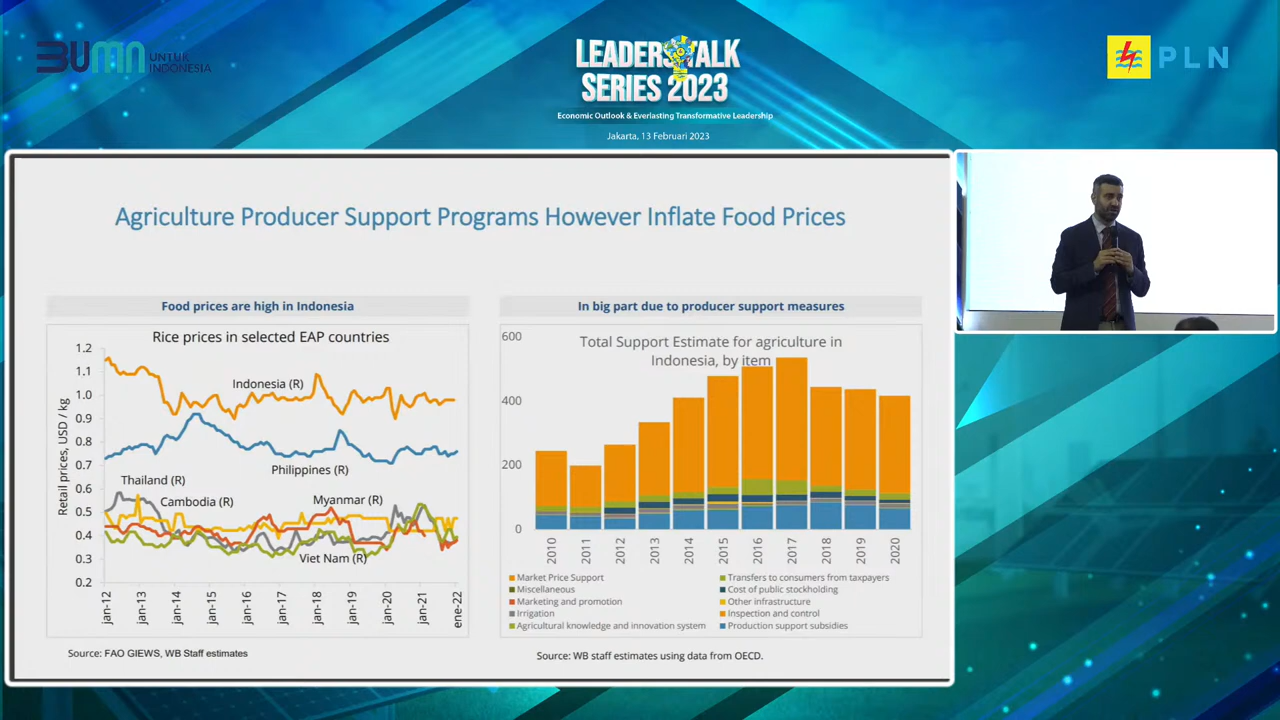 BUMN
UNTUK
INDONESIA
LEADERS TALK
SERIES 2023
Economic Outlook & Everlasting Transformative Leadership
Jakarta, 13 Februari 2023
PLN
Agriculture Producer Support Programs However Inflate Food Prices
Food prices are high in Indonesia
Rice prices in selected EAP countries
Retail prices, USD / kg
1.2
1.1
1.0
0.9
0.8
0.7
0.6
0.5
0.4
0.3
0.2
Indonesia (R)
Philippines (R)
Thailand (R)
Cambodia (R)
Myanmar (R)
Viet Nam (R)
jan-12
jan-13
jan-14
jan-15
jan-16
jan-17
jan-18
jan-19
jan-20
jan-21
ene-22
Source: FAO GIEWS, WB Staff estimates
In big part due to producer support measures
Total Support Estimate for agriculture in
Indonesia, by item
600
400
200
0
2010
2011
2012
2013
2014
2015
2016
2017
2018
2019
2020
Market Price Support
Transfers to consumers from taxpayers
Miscellaneous
Cost of public stockholding
Marketing and promotion
Other infrastructure
Irrigation
Inspection and control
Agricultural knowledge and innovation system
Production support subsidies
Source: WB staff estimates using data from OECD.